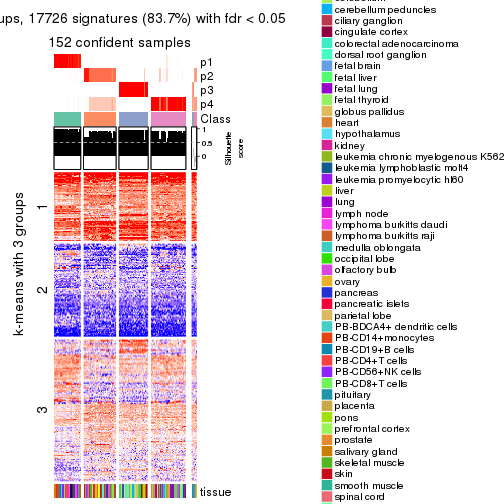 ups, 17726 signatures (83.7%) with fdr < 0.05
152 confident samples
p1
p2
p3
p4
Class
1
0.5
0
Silhouette
score
k-means with 3 groups
1
2
3
tissue
cerebellum peduncles
ciliary ganglion
cingulate cortex
colorectal adenocarcinoma
dorsal root ganglion
fetal brain
fetal liver
fetal lung
fetal thyroid
globus pallidus
heart
hypothalamus
kidney
leukemia chronic myelogenous K562
leukemia lymphoblastic molt4
leukemia promyelocytic hl60
liver
lung
lymph node
lymphoma burkitts daudi
lymphoma burkitts raji
medulla oblongata
occipital lobe
olfactory bulb
ovary
pancreas
pancreatic islets
parietal lobe
PB-BDCA4+ dendritic cells
PB-CD14+monocytes
PB-CD19+B cells
PB-CD4+T cells
PB-CD56+NK cells
PB-CD8+T cells
pituitary
placenta
pons
prefrontal cortex
prostate
salivary gland
skeletal muscle
skin
smooth muscle
spinal cord